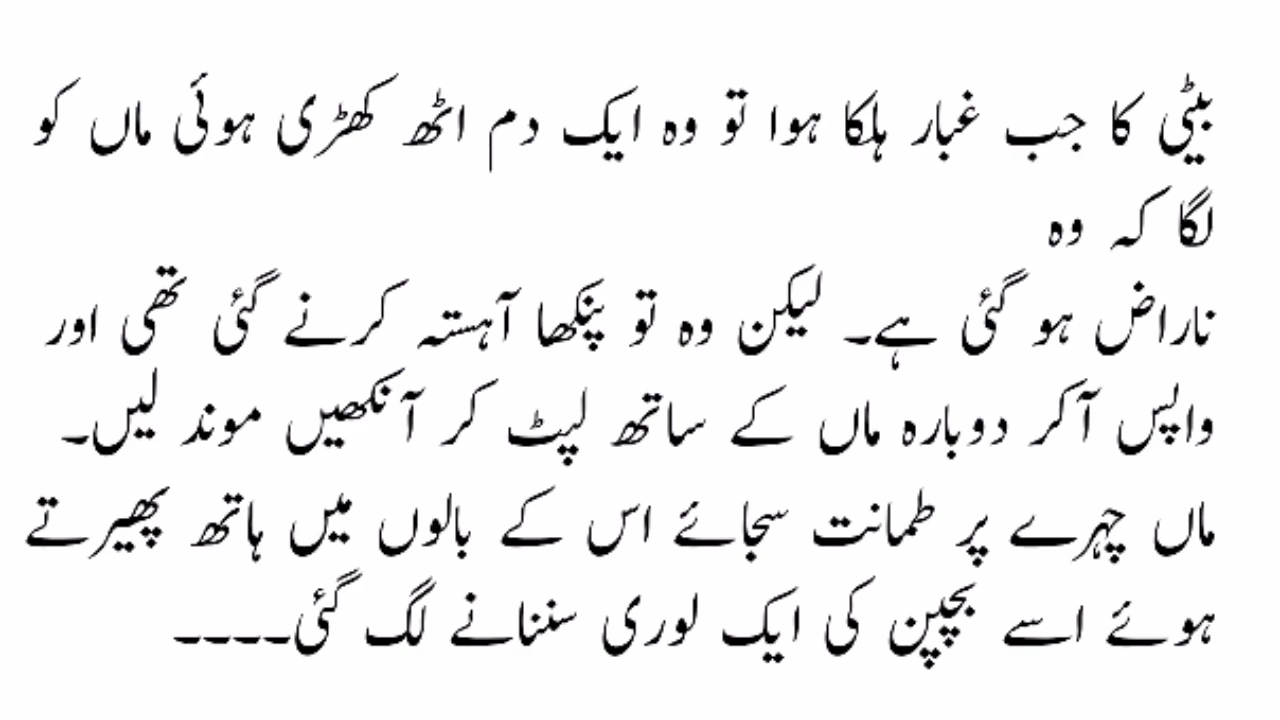 بیٹی کا جب غبار ہلکا ہوا تو وہ ایک دم اٹھ کھڑی ہوئی ماں کو
لگا کہ وہ
ناراض ہو گئی ہے۔ لیکن وہ تو پنکھا آہستہ کرنے گئی تھی اور
واپس آکر دوبارہ ماں کے ساتھ لپٹ کر آنکھیں موند لیں۔
ماں چہرے پر طمانت سجائے اس کے بالوں میں ہاتھ پھیرتے
ہوئے اسے بچپن کی ایک لوری سننانے لگ گئی۔۔۔۔